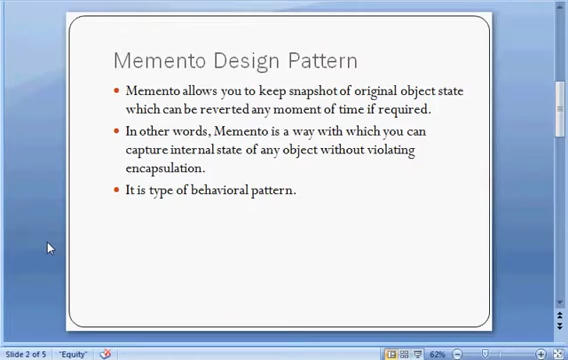 Memento Design Pattern
• Memento allows you to keep snapshot of original object state
which can be reverted any moment of time if required.
• In other words, Memento is a way with which you can
capture internal state of any object without violating
encapsulation.
• It is type of behavioral pattern.
Slide 2 of 5 "Equity" 62%